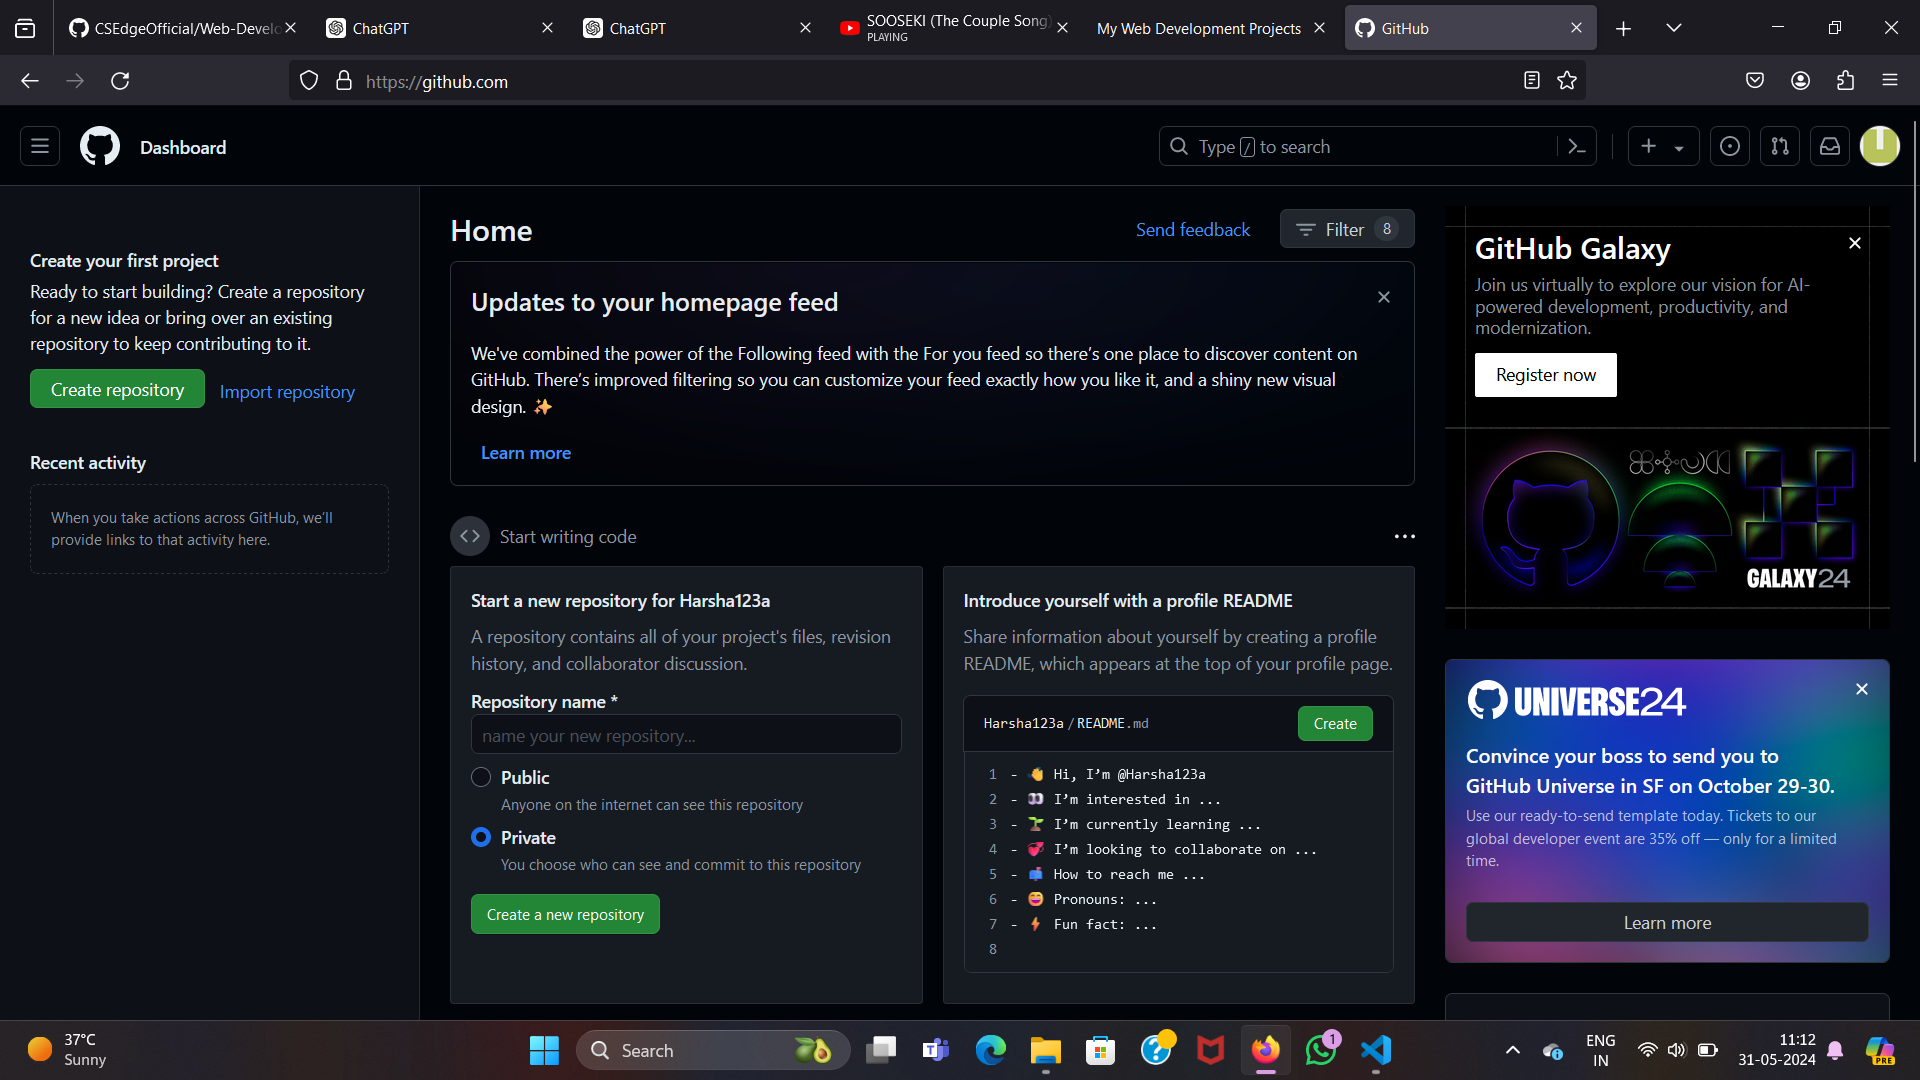 CSEdgeOfficial/Web-Develo
ChatGPT
ChatGPT
SOOSEKI (The Couple Song)
PLAYING
My Web Development Projects
GitHub
https://github.com
Dashboard
Type / to search
Create your first project
Ready to start building? Create a repository
for a new idea or bring over an existing
repository to keep contributing to it.
Create repository
Import repository
Recent activity
When you take actions across GitHub, we'll
provide links to that activity here.
Home
Send feedback
Filter 8
Updates to your homepage feed
We've combined the power of the Following feed with the For you feed so there's one place to discover content on
GitHub. There's improved filtering so you can customize your feed exactly how you like it, and a shiny new visual
design. ✨
Learn more
Start writing code
Start a new repository for Harsha123a
A repository contains all of your project's files, revision
history, and collaborator discussion.
Repository name *
name your new repository...
Public
Anyone on the internet can see this repository
Private
You choose who can see and commit to this repository
Create a new repository
Introduce yourself with a profile README
Share information about yourself by creating a profile
README, which appears at the top of your profile page.
Harsha123a / README.md
Create
1 - 👋 Hi, I’m @Harsha123a
2 - 👀 I’m interested in ...
3 - 🌱 I’m currently learning ...
4 - 💞️ I’m looking to collaborate on ...
5 - 📫 How to reach me ...
6 - 😄 Pronouns: ...
7 - ⚡ Fun fact: ...
8
GitHub Galaxy
Join us virtually to explore our vision for AI-
powered development, productivity, and
modernization.
Register now
GALAXY24
UNIVERSE24
Convince your boss to send you to
GitHub Universe in SF on October 29-30.
Use our ready-to-send template today. Tickets to our
global developer event are 35% off — only for a limited
time.
Learn more
37°C
Sunny
Search
1
ENG
IN
11:12
31-05-2024
PRE